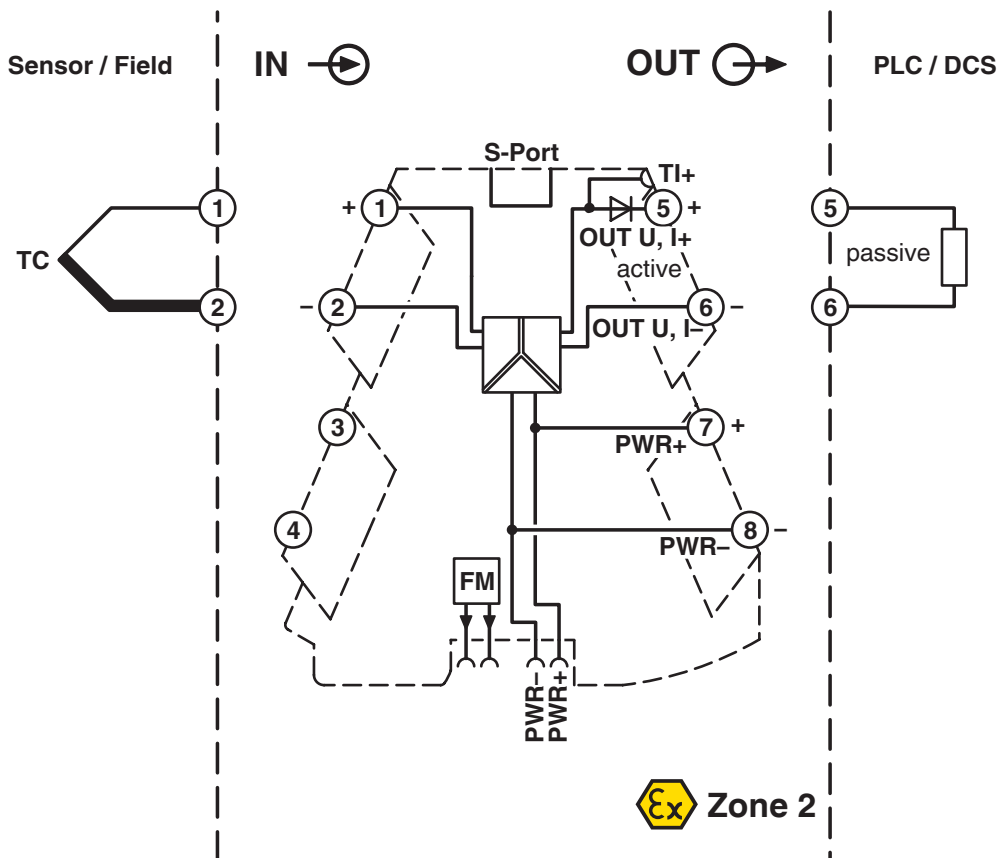 Sensor / Field
IN
OUT
PLC / DCS
S-Port
TI+
1
+ 1
5 +
5
OUT U, I+
TC
active
passive
2
– 2
6 –
6
OUT U, I–
3
7 +
PWR+
4
8 –
PWR–
FM
PWR–
PWR+
Ex Zone 2